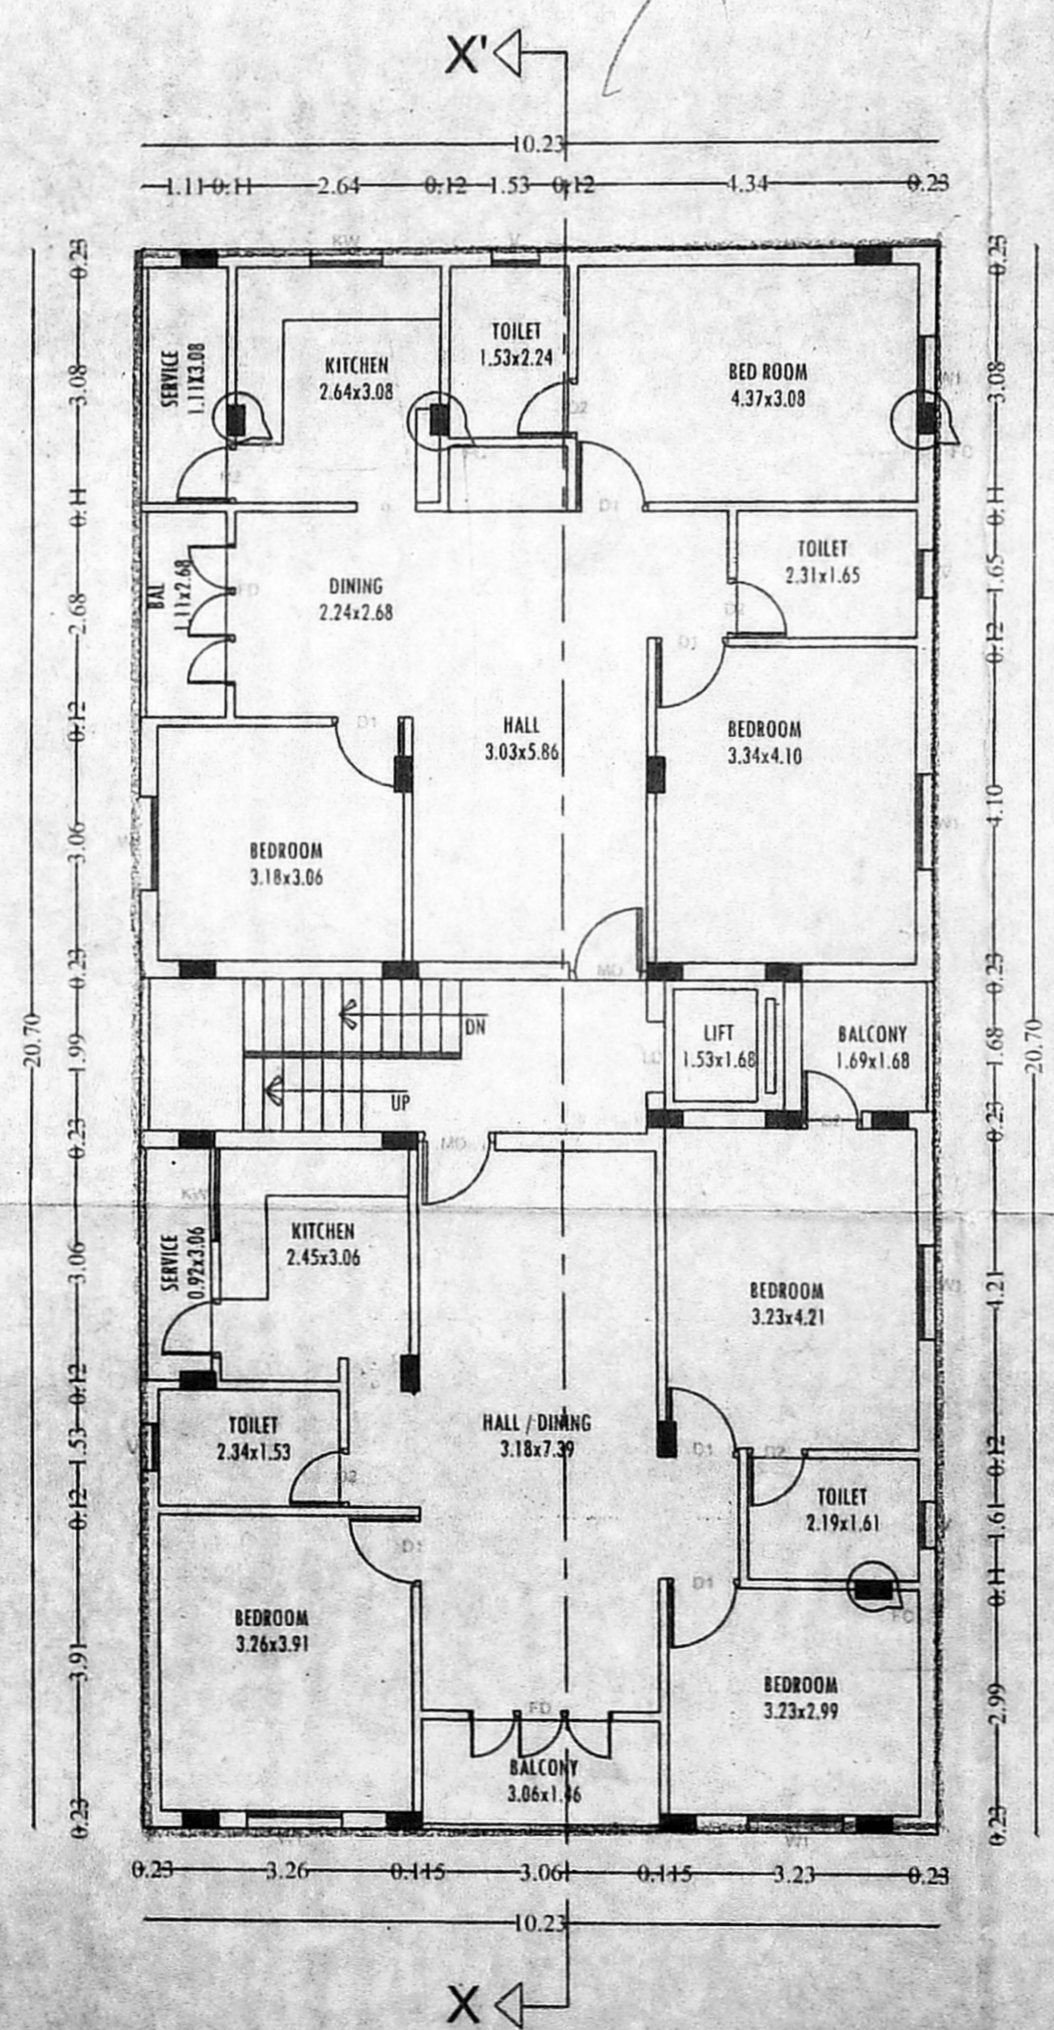 X'
10.23
1.11 0.11 2.64 0.12 1.53 0.12 4.34 0.23
KW V
0.23
0.23
SERVICE
1.11X3.08
KITCHEN
2.64x3.08
TOILET
1.53x2.24
BED ROOM
4.37x3.08
3.08
3.08
W1
D2
D2
FC
FC
FC
D1
0.11
0.11
BAL
1.11x2.68
FD
DINING
2.24x2.68
TOILET
2.31x1.65
2.68
1.65
V
D2
D1
0.12
0.12
D1
HALL
3.03x5.86
BEDROOM
3.34x4.10
4.10
W1
BEDROOM
3.18x3.06
3.06
MD
0.23
0.23
20.70
20.70
DN
UP
LIFT
1.53x1.68
LD
BALCONY
1.69x1.68
1.99
1.68
D2
0.23
0.23
MD
KW
SERVICE
0.92x3.06
KITCHEN
2.45x3.06
BEDROOM
3.23x4.21
3.06
4.21
W1
0.12
0.12
TOILET
2.34x1.53
HALL / DINING
3.18x7.39
1.53
V
D2
D1
D2
TOILET
2.19x1.61
1.61
0.12
0.11
D1
D1
FC
BEDROOM
3.26x3.91
3.91
BEDROOM
3.23x2.99
2.99
FD
BALCONY
3.06x1.46
0.23
0.23
W1
0.23 3.26 0.115 3.06 0.115 3.23 0.23
10.23
X